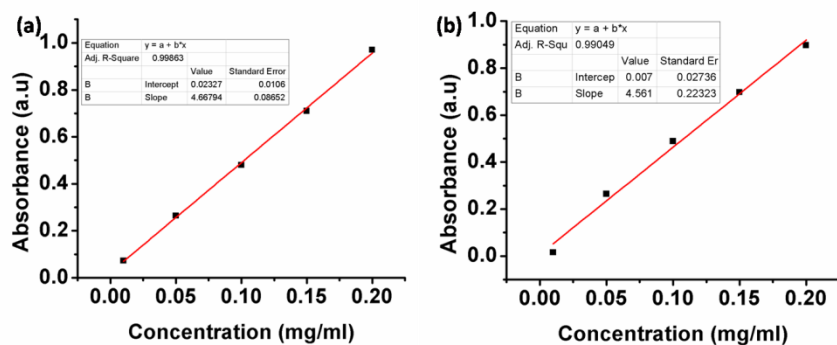 (a)
Equation y = a + b*x
Adj. R-Square 0.99863
Value Standard Error
B Intercept 0.02327 0.0106
B Slope 4.66794 0.08652
1.0
0.8
0.6
0.4
0.2
0.0
Absorbance (a.u)
0.00 0.05 0.10 0.15 0.20
Concentration (mg/ml)
(b)
Equation y = a + b*x
Adj. R-Squ 0.99049
Value Standard Er
B Intercep 0.007 0.02736
B Slope 4.561 0.22323
1.0
0.8
0.6
0.4
0.2
0.0
Absorbance (a.u)
0.00 0.05 0.10 0.15 0.20
Concentration (mg/ml)